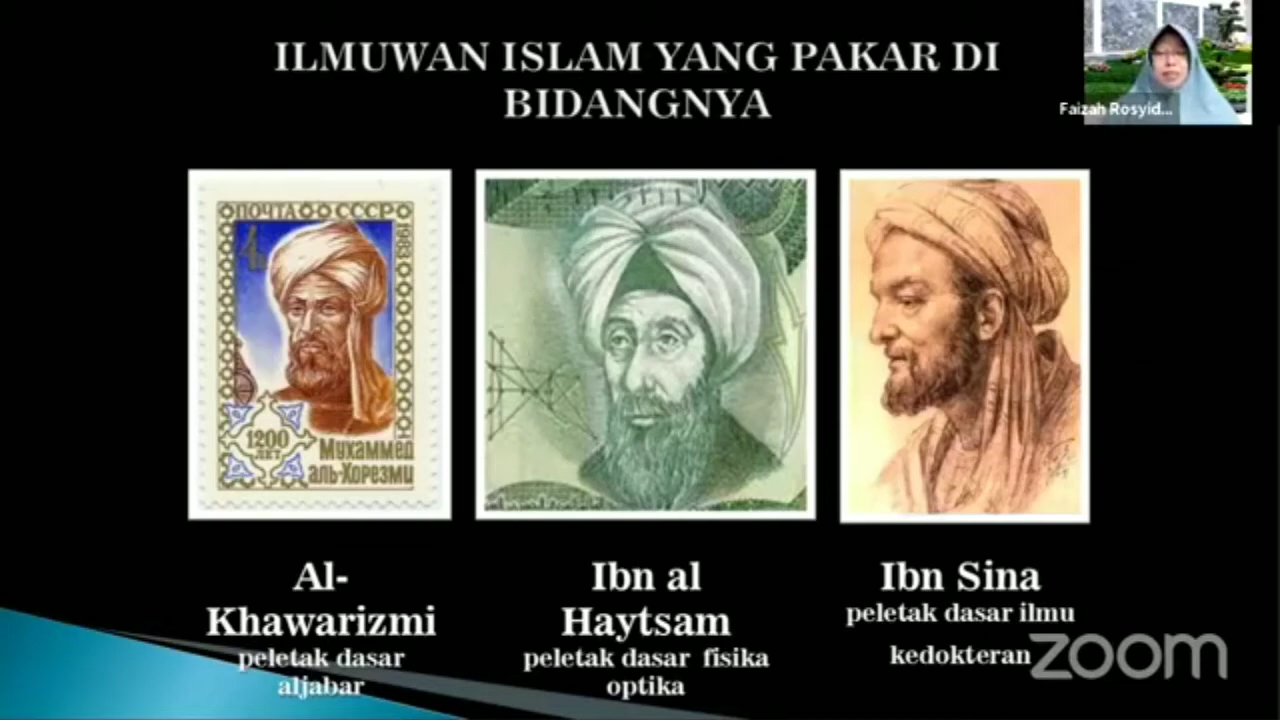 ILMUWAN ISLAM YANG PAKAR DI
BIDANGNYA
Faizah Rosyid...
ПОЧТА СССР
1983
4к
1200
ЛЕТ
Мухаммед
аль-Хорезми
Al-
Khawarizmi
peletak dasar
aljabar
Ibn al
Haytsam
peletak dasar fisika
optika
Ibn Sina
peletak dasar ilmu
kedokteran
zoom